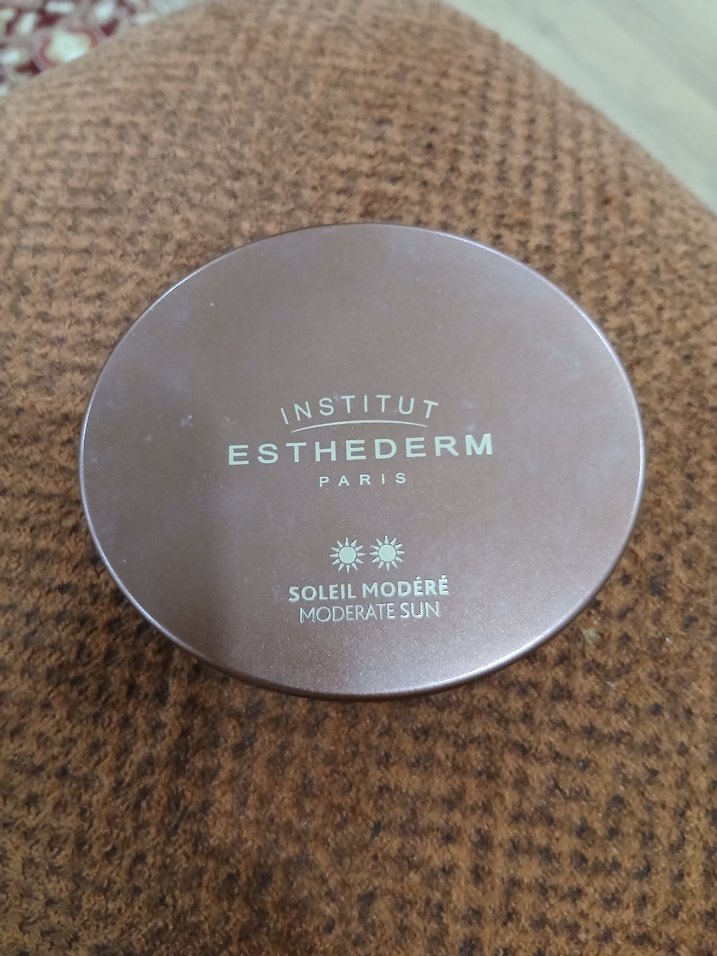 INSTITUT
ESTHEDERM
PARIS
SOLEIL MODÉRÉ
MODERATE SUN